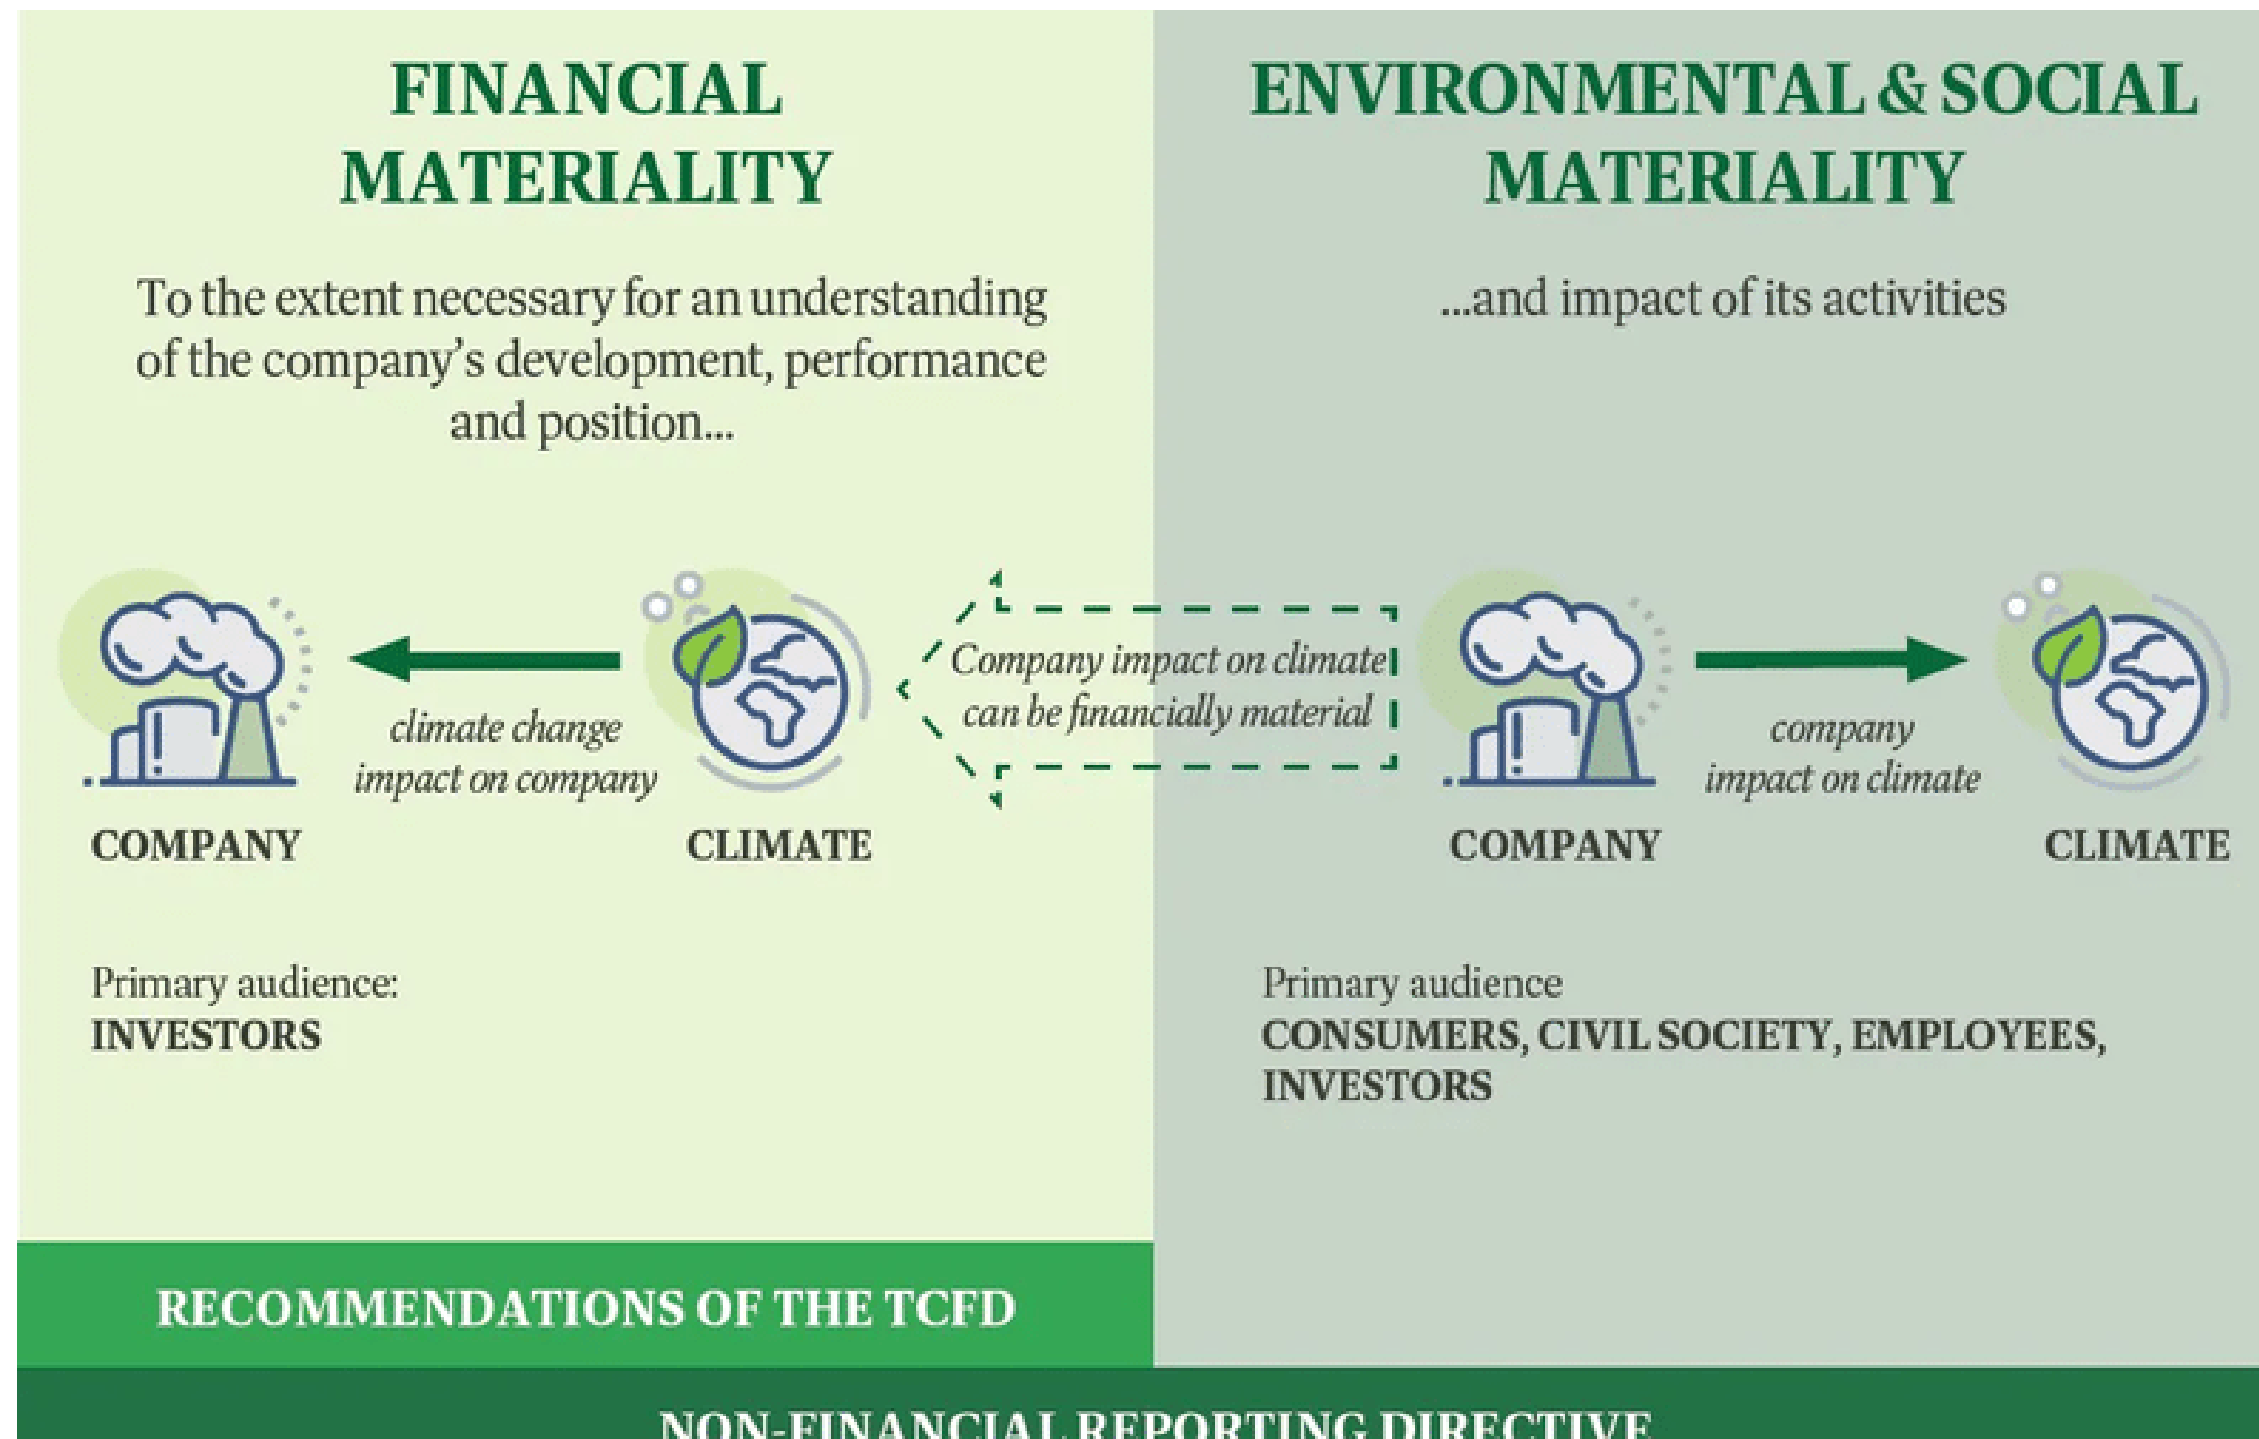 FINANCIAL
MATERIALITY
To the extent necessary for an understanding
of the company's development, performance
and position...
climate change
impact on company
COMPANY
CLIMATE
Company impact on climate
can be financially material
Primary audience:
INVESTORS
RECOMMENDATIONS OF THE TCFD
ENVIRONMENTAL & SOCIAL
MATERIALITY
...and impact of its activities
company
impact on climate
COMPANY
CLIMATE
Primary audience
CONSUMERS, CIVIL SOCIETY, EMPLOYEES,
INVESTORS
NON-FINANCIAL REPORTING DIRECTIVE